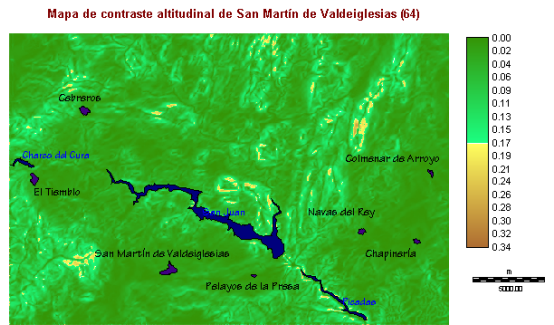 Mapa de contraste altitudinal de San Martín de Valdeiglesias (64)
0.00
0.02
0.04
0.06
0.09
0.11
0.13
0.15
0.17
0.19
0.21
0.23
0.26
0.28
0.30
0.32
0.34
Cebreros
Charco del Cura
Colmenar de Arroyo
El Tiemblo
San Juan
Navas del Rey
San Martín de Valdeiglesias
Chapinería
Pelayos de la Presa
Picadas
m
5000.00